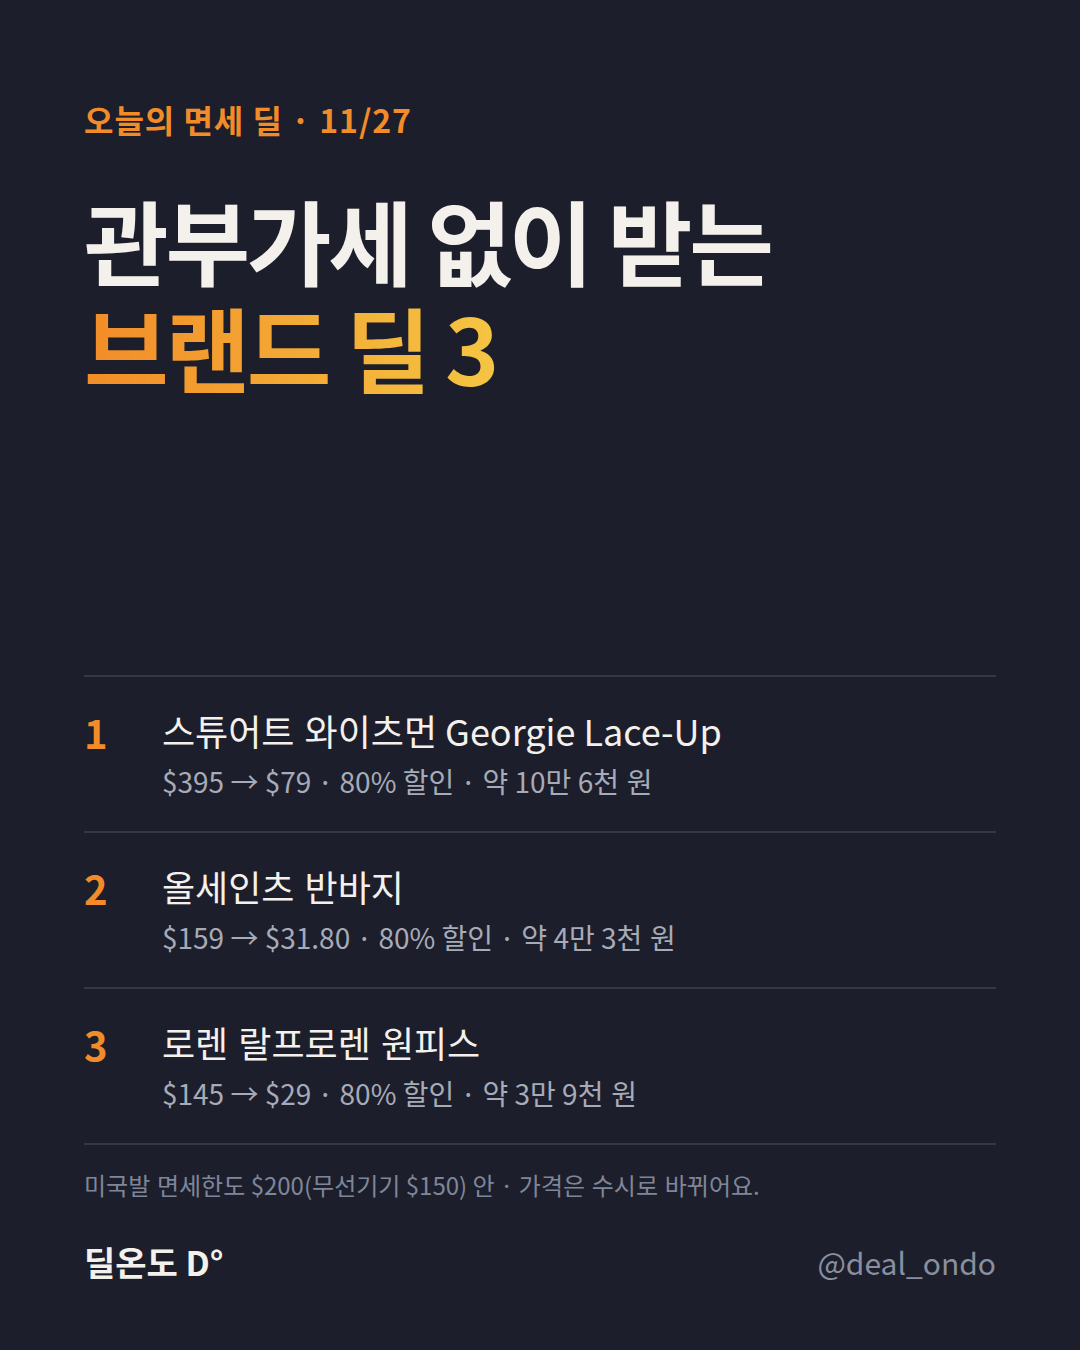 오늘의 면세 딜 · 11/27
관부가세 없이 받는
브랜드 딜 3
1
스튜어트 와이츠먼 Georgie Lace-Up
$395 → $79 · 80% 할인 · 약 10만 6천 원
2
올세인츠 반바지
$159 → $31.80 · 80% 할인 · 약 4만 3천 원
3
로렌 랄프로렌 원피스
$145 → $29 · 80% 할인 · 약 3만 9천 원
미국발 면세한도 $200(무선기기 $150) 안 · 가격은 수시로 바뀌어요.
딜온도 D°
@deal_ondo